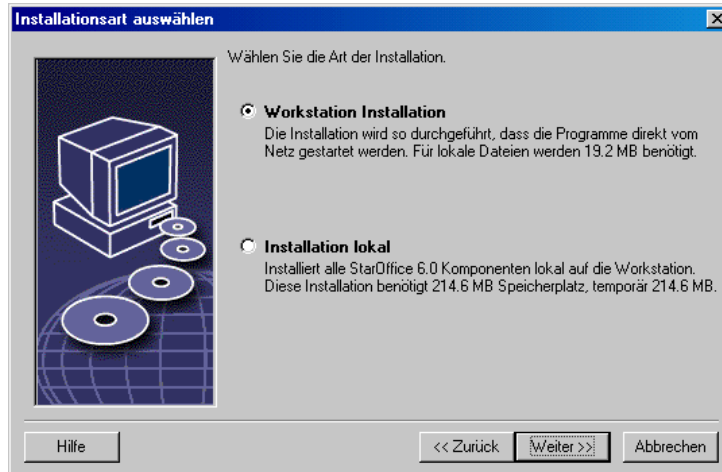 Installationsart auswählen
Wählen Sie die Art der Installation.
Workstation Installation
Die Installation wird so durchgeführt, dass die Programme direkt vom
Netz gestartet werden. Für lokale Dateien werden 19.2 MB benötigt.
Installation lokal
Installiert alle StarOffice 6.0 Komponenten lokal auf die Workstation.
Diese Installation benötigt 214.6 MB Speicherplatz, temporär 214.6 MB.
Hilfe
<< Zurück
Weiter >>
Abbrechen